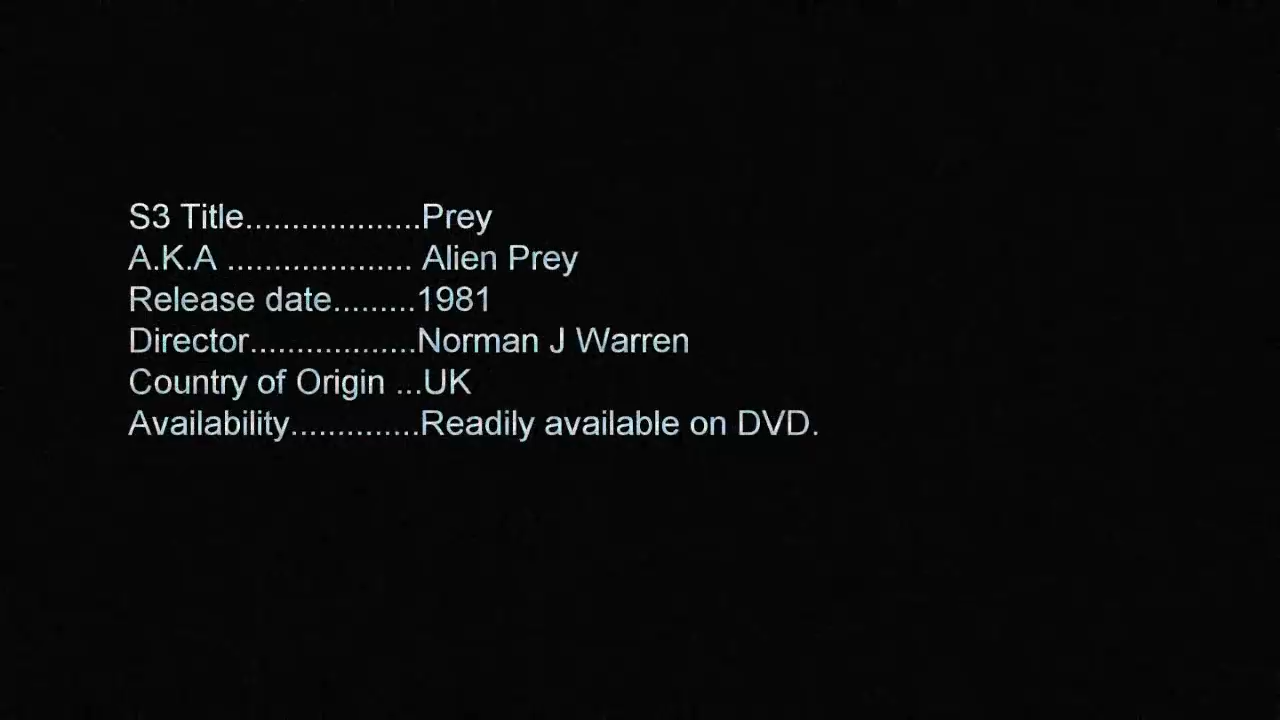 S3 Title...................Prey
A.K.A .................... Alien Prey
Release date.........1981
Director..................Norman J Warren
Country of Origin ...UK
Availability..............Readily available on DVD.